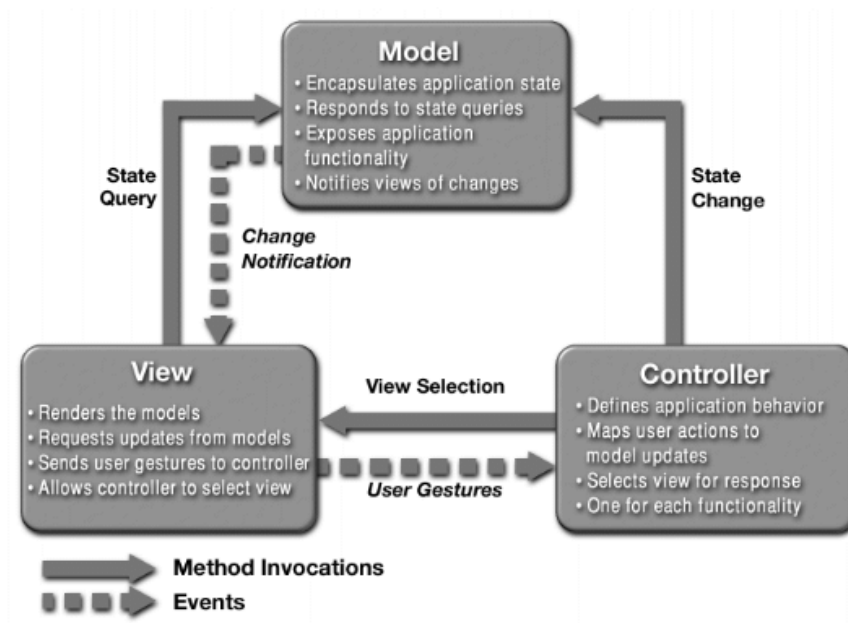 Model
• Encapsulates application state
• Responds to state queries
• Exposes application
functionality
• Notifies views of changes
State
Query
State
Change
Change
Notification
View
• Renders the models
• Requests updates from models
• Sends user gestures to controller
• Allows controller to select view
View Selection
User Gestures
Controller
• Defines application behavior
• Maps user actions to
model updates
• Selects view for response
• One for each functionality
Method Invocations
Events